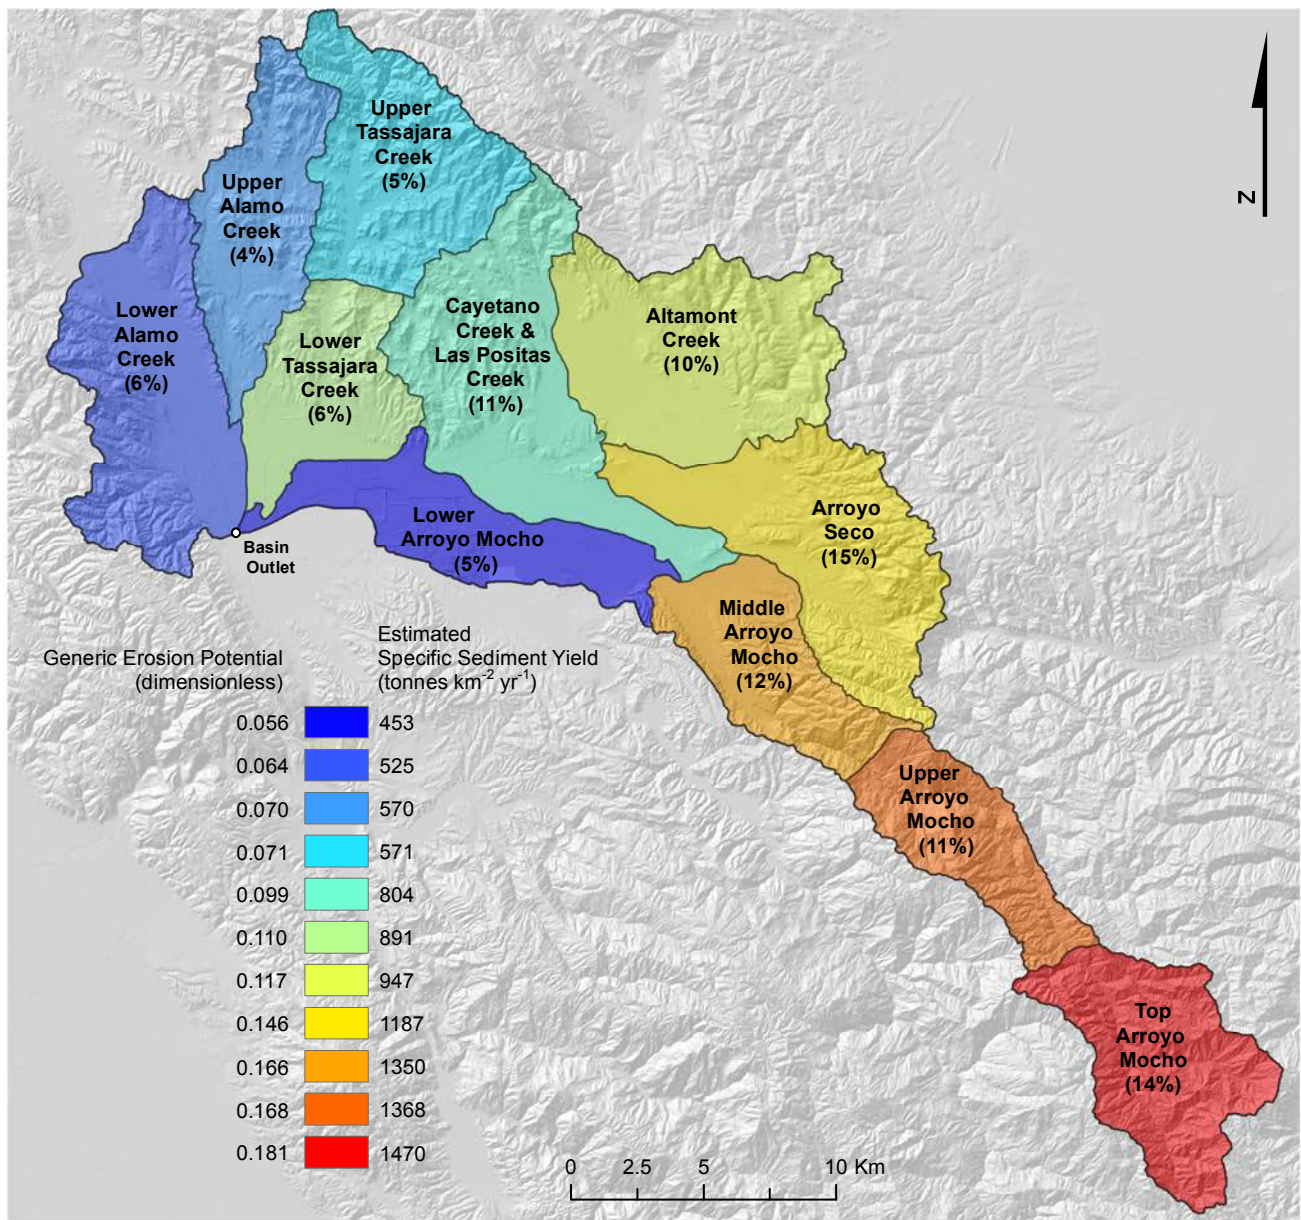 Upper
Tassajara
Creek
(5%)
Upper
Alamo
Creek
(4%)
Lower
Alamo
Creek
(6%)
Lower
Tassajara
Creek
(6%)
Cayetano
Creek &
Las Positas
Creek
(11%)
Altamont
Creek
(10%)
N
Arroyo
Seco
(15%)
Lower
Arroyo Mocho
(5%)
Basin
Outlet
Middle
Arroyo
Mocho
(12%)
Upper
Arroyo
Mocho
(11%)
Top
Arroyo
Mocho
(14%)
Generic Erosion Potential
(dimensionless)
Estimated
Specific Sediment Yield
(tonnes km-2 yr-1)
0.056 453
0.064 525
0.070 570
0.071 571
0.099 804
0.110 891
0.117 947
0.146 1187
0.166 1350
0.168 1368
0.181 1470
0 2.5 5 10 Km